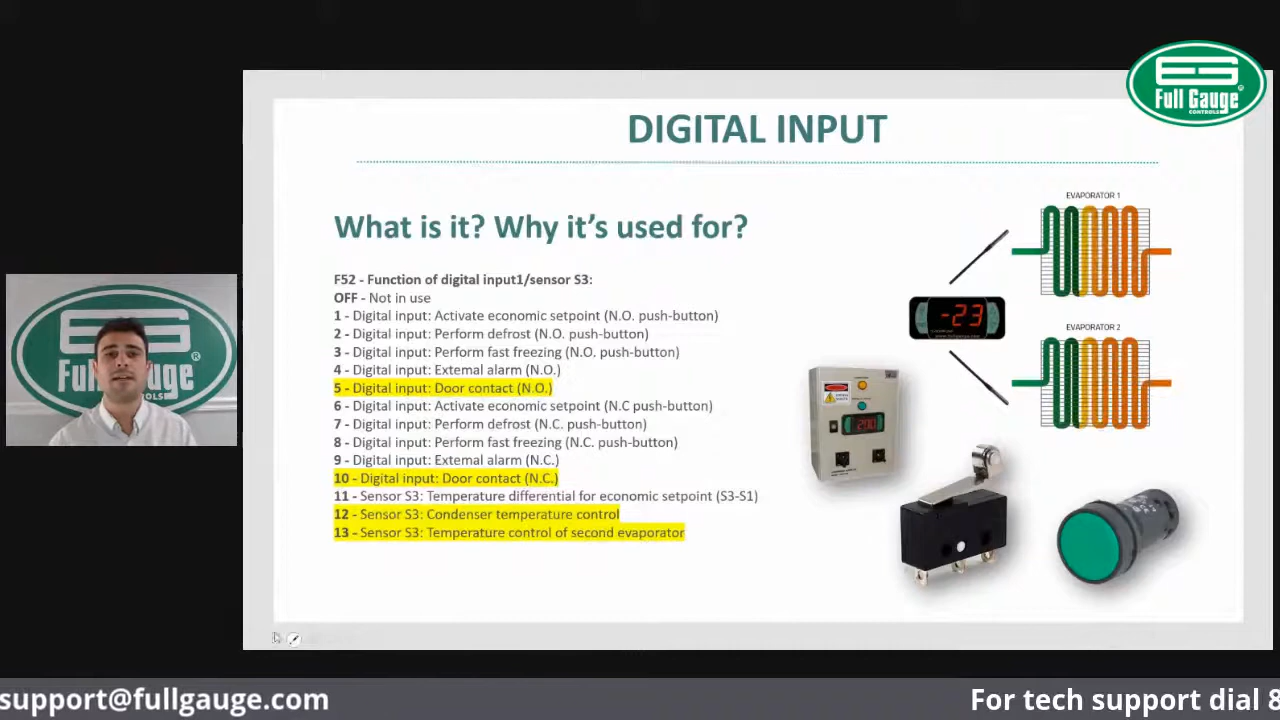 DIGITAL INPUT
Full Gauge
CONTROLS
®
What is it? Why it's used for?
EVAPORATOR 1
F52 - Function of digital input1/sensor S3:
OFF - Not in use
1 - Digital input: Activate economic setpoint (N.O. push-button)
2 - Digital input: Perform defrost (N.O. push-button)
3 - Digital input: Perform fast freezing (N.O. push-button)
4 - Digital input: External alarm (N.O.)
5 - Digital input: Door contact (N.O.)
6 - Digital input: Activate economic setpoint (N.C push-button)
7 - Digital input: Perform defrost (N.C. push-button)
8 - Digital input: Perform fast freezing (N.C. push-button)
9 - Digital input: External alarm (N.C.)
10 - Digital input: Door contact (N.C.)
11 - Sensor S3: Temperature differential for economic setpoint (S3-S1)
12 - Sensor S3: Condenser temperature control
13 - Sensor S3: Temperature control of second evaporator
-23
EVAPORATOR 2
Full Gauge
®
support@fullgauge.com
For tech support dial 8